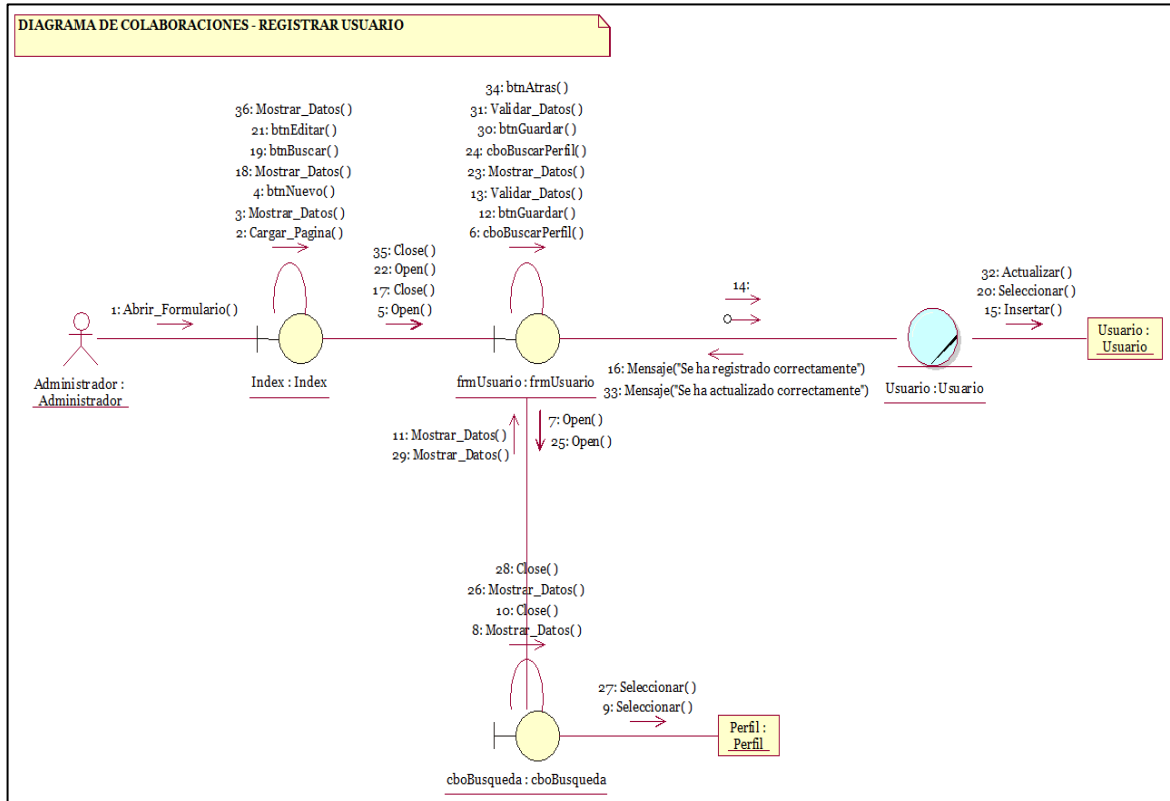 DIAGRAMA DE COLABORACIONES - REGISTRAR USUARIO
36: Mostrar_Datos( )
21: btnEditar( )
19: btnBuscar( )
18: Mostrar_Datos( )
4: btnNuevo( )
3: Mostrar_Datos( )
2: Cargar_Pagina( )
34: btnAtras( )
31: Validar_Datos( )
30: btnGuardar( )
24: cboBuscarPerfil( )
23: Mostrar_Datos( )
13: Validar_Datos( )
12: btnGuardar( )
6: cboBuscarPerfil( )
35: Close( )
22: Open( )
17: Close( )
5: Open( )
1: Abrir_Formulario( )
14:
32: Actualizar( )
20: Seleccionar( )
15: Insertar( )
Administrador :
Administrador
Index : Index
frmUsuario : frmUsuario
16: Mensaje("Se ha registrado correctamente")
33: Mensaje("Se ha actualizado correctamente")
Usuario :Usuario
Usuario :
Usuario
11: Mostrar_Datos( )
29: Mostrar_Datos( )
7: Open( )
25: Open( )
28: Close( )
26: Mostrar_Datos( )
10: Close( )
8: Mostrar_Datos( )
27: Seleccionar( )
9: Seleccionar( )
Perfil :
Perfil
cboBusqueda : cboBusqueda